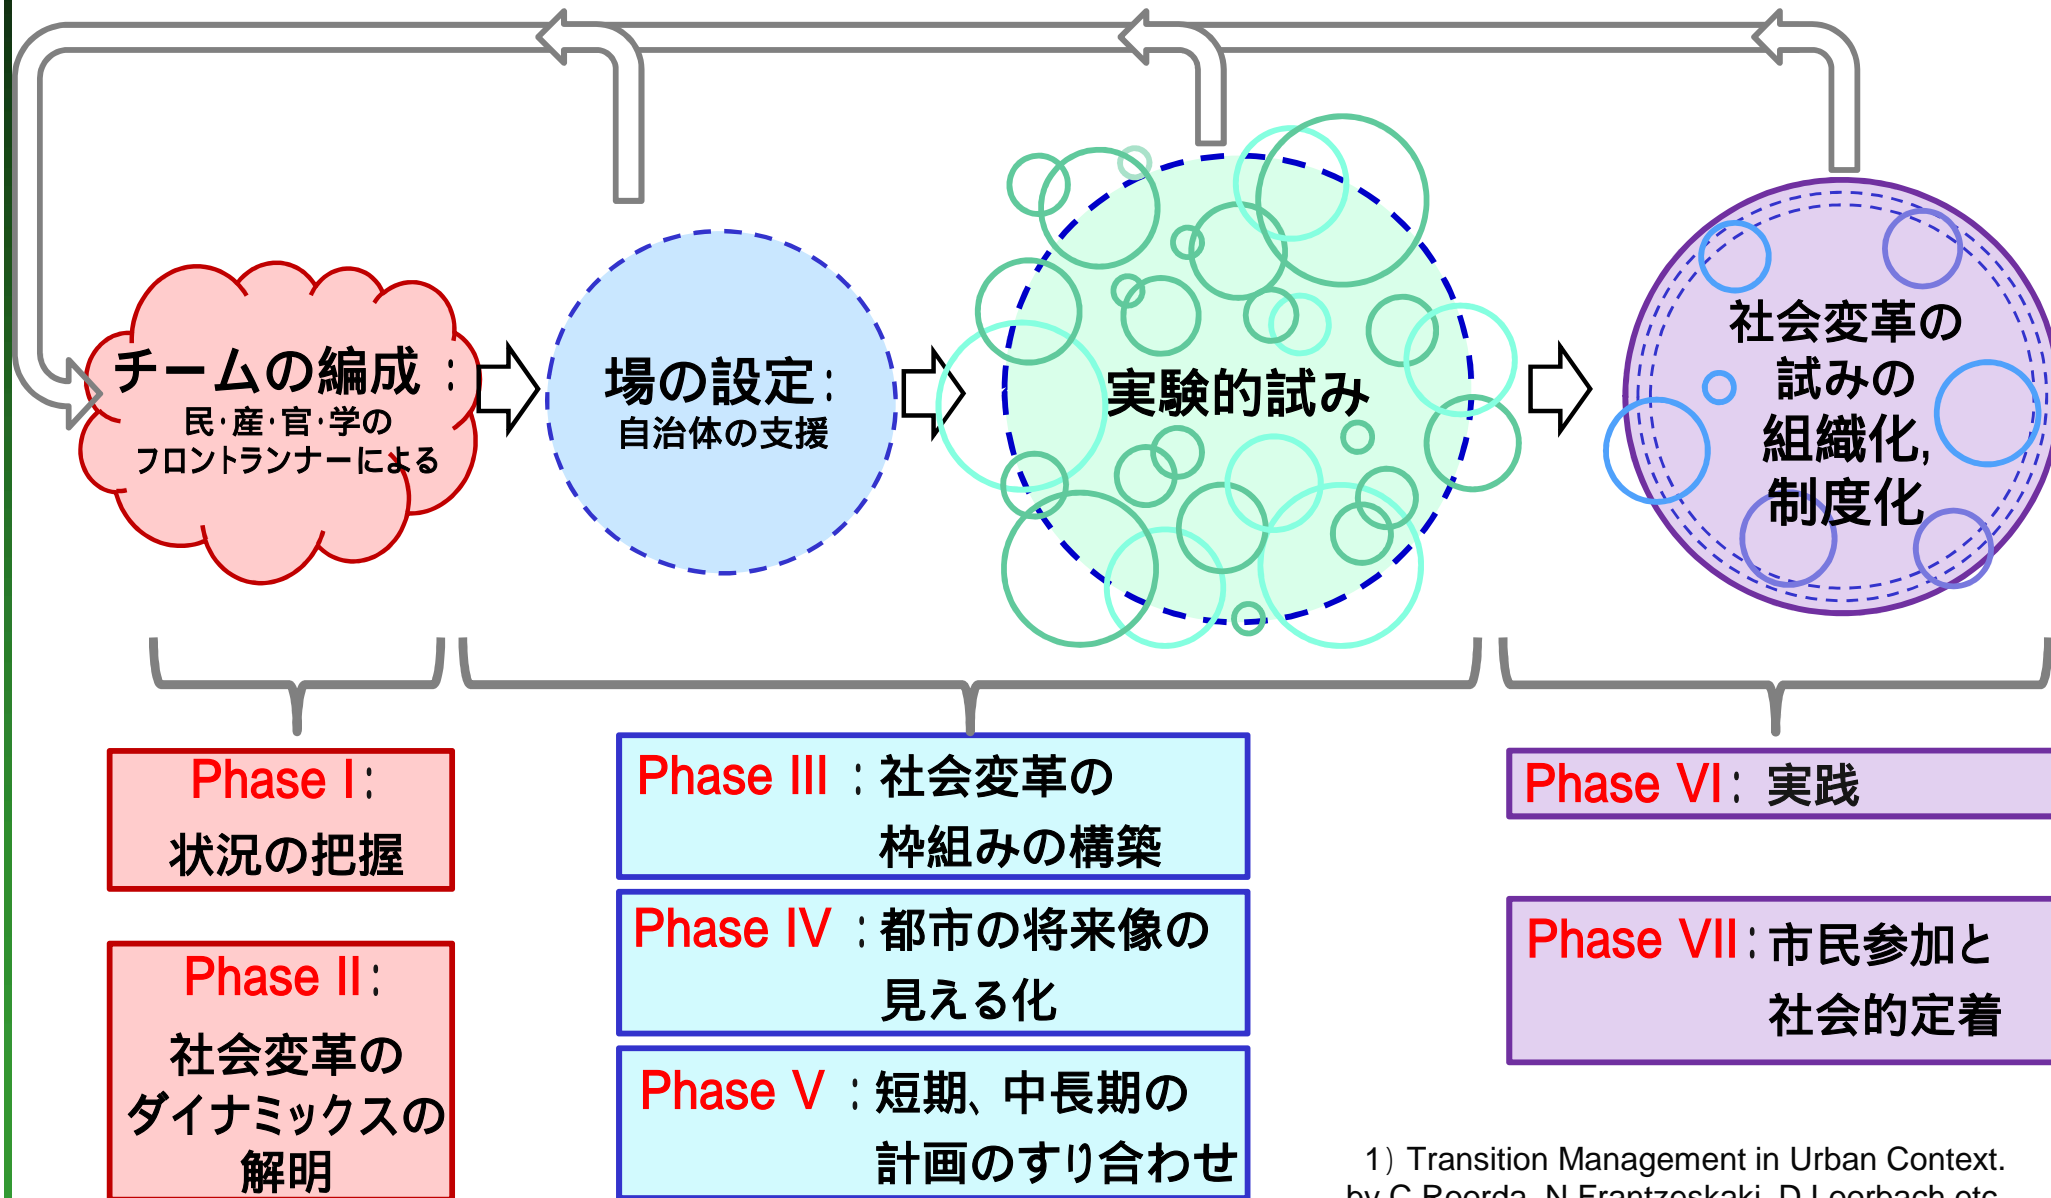 チームの編成：
民･産･官･学の
フロントランナーによる
場の設定：
自治体の支援
実験的試み
社会変革の
試みの
組織化,
制度化
Phase I：
状況の把握
Phase II：
社会変革の
ダイナミックスの
解明
Phase III：社会変革の
枠組みの構築
Phase IV：都市の将来像の
見える化
Phase V：短期、中長期の
計画のすり合わせ
Phase VI：実践
Phase VII：市民参加と
社会的定着
1）Transition Management in Urban Context.
by C.Roorda, N.Frantzeskaki, D.Loorbach etc.